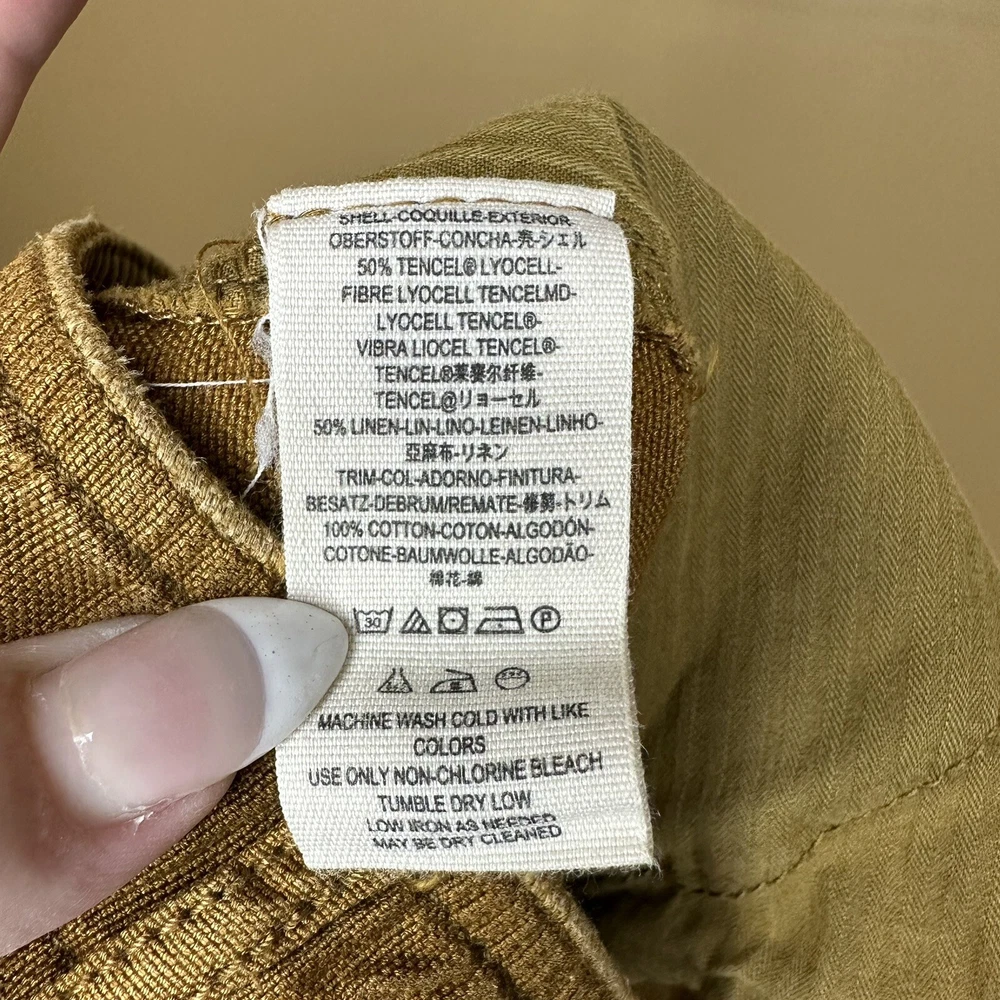 SHELL-COQUILLE-EXTERIOR
OBERSTOFF-CONCHA-売-シェル
50% TENCEL® LYOCELL-
FIBRE LYOCELL TENCELMD-
LYOCELL TENCEL®-
VIBRA LIOCEL TENCEL®-
TENCEL®莱赛尔纤维-
TENCEL@リヨーセル
50% LINEN-LIN-LINO-LEINEN-LINHO-
亞麻布-リネン
TRIM-COL-ADORNO-FINITURA-
BESATZ-DEBRUM/REMATE-修剪-トリム
100% COTTON-COTON-ALGODÓN-
COTONE-BAUMWOLLE-ALGODÃO-
棉花-綿
30 P
MACHINE WASH COLD WITH LIKE
COLORS
USE ONLY NON-CHLORINE BLEACH
TUMBLE DRY LOW
LOW IRON AS NEEDED
MAY BE DRY CLEANED